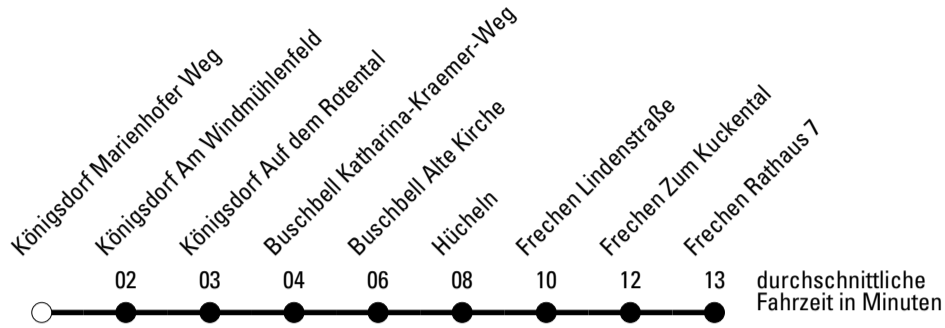 Königsdorf Marienhofer Weg
Königsdorf Am Windmühlenfeld
Königsdorf Auf dem Rotental
Buschbell Katharina-Kraemer-Weg
Buschbell Alte Kirche
Hücheln
Frechen Lindenstraße
Frechen Zum Kuckental
Frechen Rathaus 7
02 03 04 06 08 10 12 13
durchschnittliche
Fahrzeit in Minuten